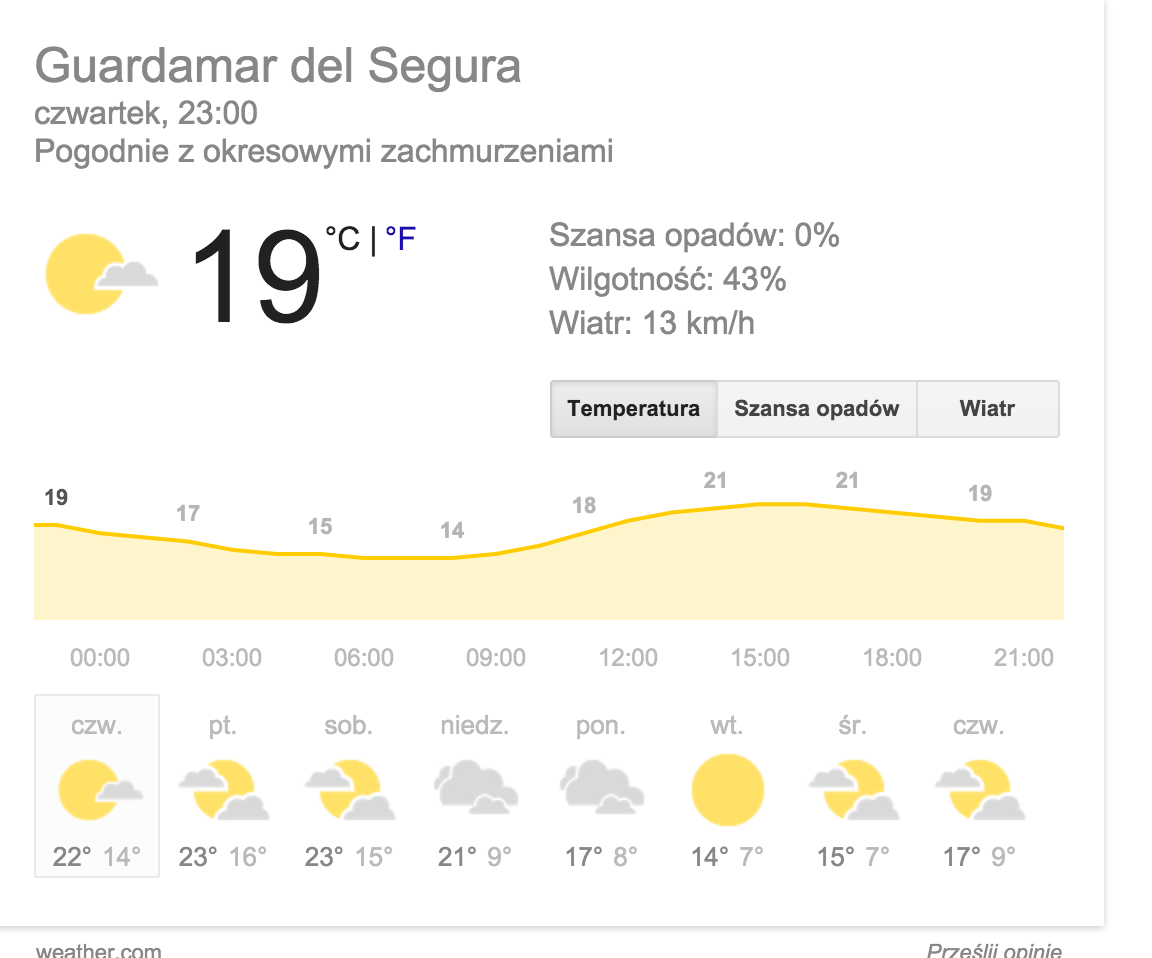 Guardamar del Segura
czwartek, 23:00
Pogodnie z okresowymi zachmurzeniami
19 °C | °F
Szansa opadów: 0%
Wilgotność: 43%
Wiatr: 13 km/h
Temperatura Szansa opadów Wiatr
19 17 15 14 18 21 21 19
00:00 03:00 06:00 09:00 12:00 15:00 18:00 21:00
czw. pt. sob. niedz. pon. wt. śr. czw.
22° 14° 23° 16° 23° 15° 21° 9° 17° 8° 14° 7° 15° 7° 17° 9°
weather.com Prześlij opinię